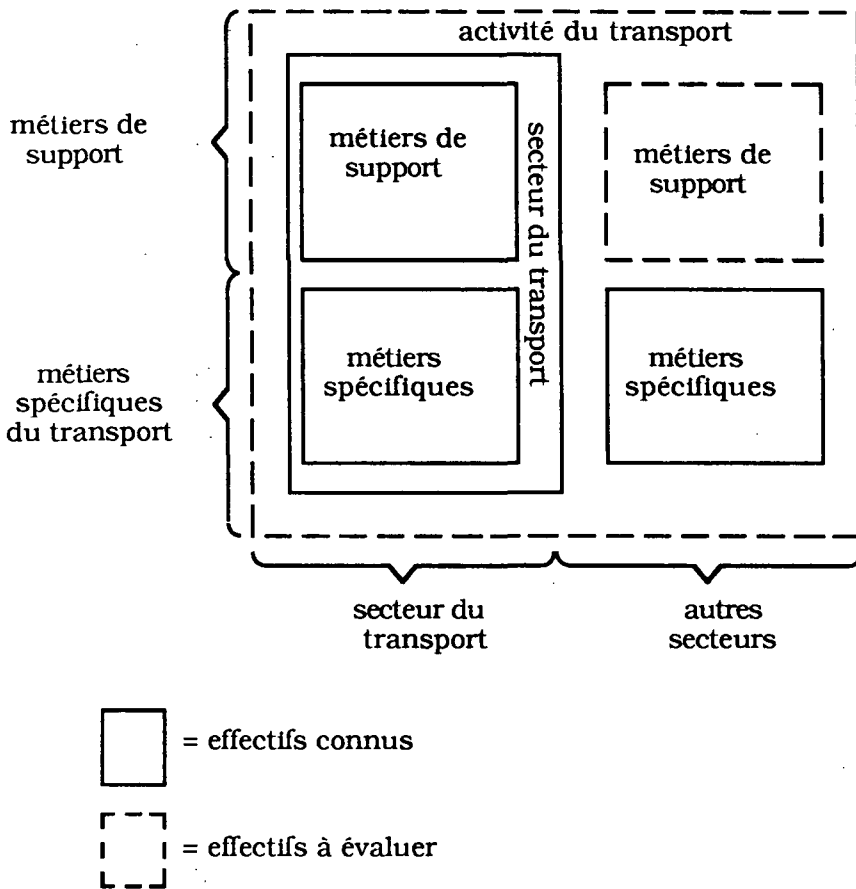 activité du transport
métiers de
support
métiers de
support
secteur du transport
métiers de
support
métiers
spécifiques
du transport
métiers
spécifiques
métiers
spécifiques
secteur du
transport
autres
secteurs
= effectifs connus
= effectifs à évaluer